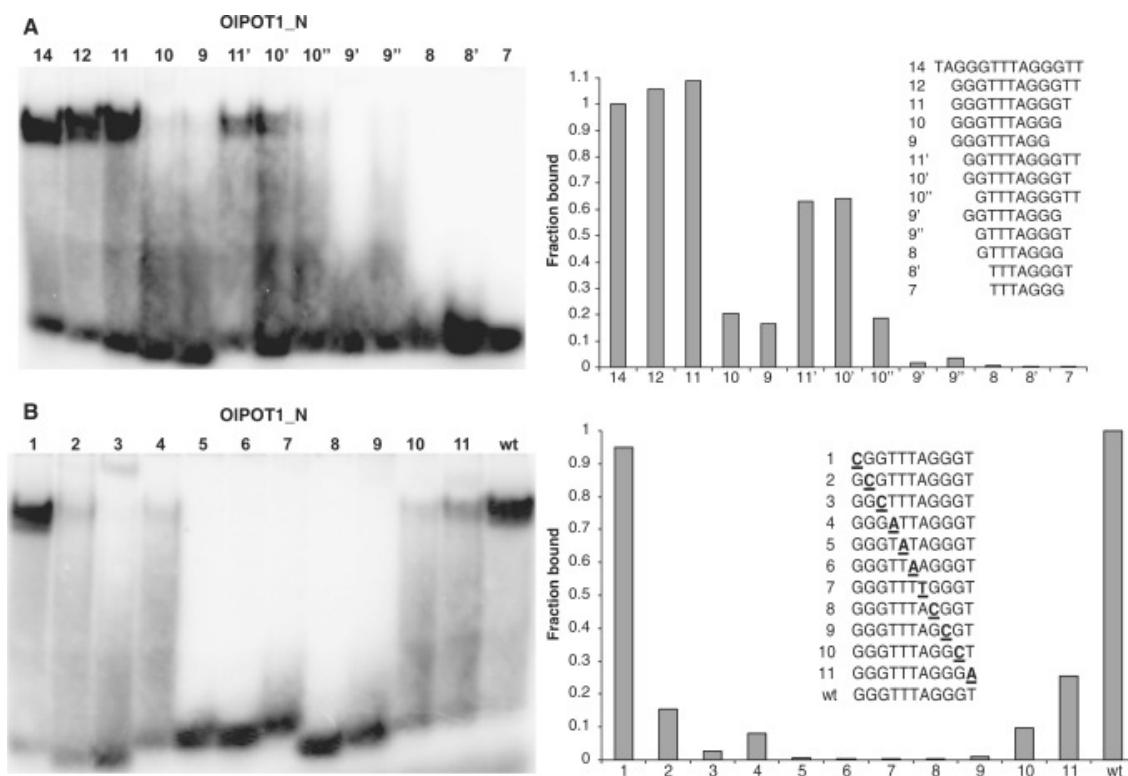 A
OlPOT1_N
14 12 11 10 9 11' 10' 10" 9' 9" 8 8' 7
Fraction bound
1.1
1
0.9
0.8
0.7
0.6
0.5
0.4
0.3
0.2
0.1
0
14 12 11 10 9 11' 10' 10" 9' 9" 8 8' 7
14 TAGGGTTTAGGGTT
12 GGGTTTAGGGTT
11 GGGTTTAGGGT
10 GGGTTTAGGG
9 GGGTTTAGG
11' GGTTTAGGGTT
10' GGTTTAGGGT
10" GTTTAGGGTT
9' GGTTTAGGG
9" GTTTAGGGT
8 GTTTAGGG
8' TTTAGGGT
7 TTTAGGG
B
OlPOT1_N
1 2 3 4 5 6 7 8 9 10 11 wt
Fraction bound
1
0.9
0.8
0.7
0.6
0.5
0.4
0.3
0.2
0.1
0
1 2 3 4 5 6 7 8 9 10 11 wt
1 CGGTTTAGGGT
2 GCGTTTAGGGT
3 GGCTTTAGGGT
4 GGGATTAGGGT
5 GGGTATAGGGT
6 GGGTTAAGGGT
7 GGGTTTTGGGT
8 GGGTTTACGGT
9 GGGTTTAGCGT
10 GGGTTTAGGCT
11 GGGTTTAGGGA
wt GGGTTTAGGGT